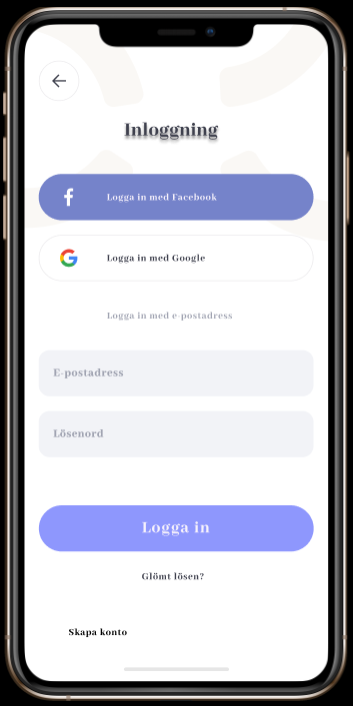 Inloggning
Logga in med Facebook
Logga in med Google
Logga in med e-postadress
E-postadress
Lösenord
Logga in
Glömt lösen?
Skapa konto